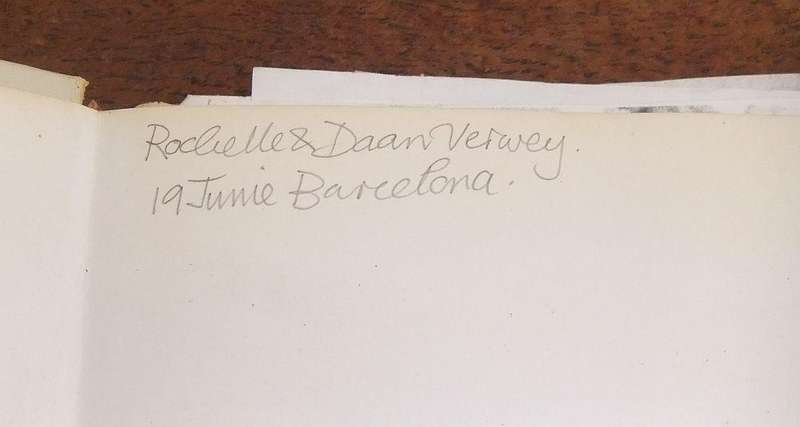 Rochelle & Daan Verwey.
19 Junie Barcelona.